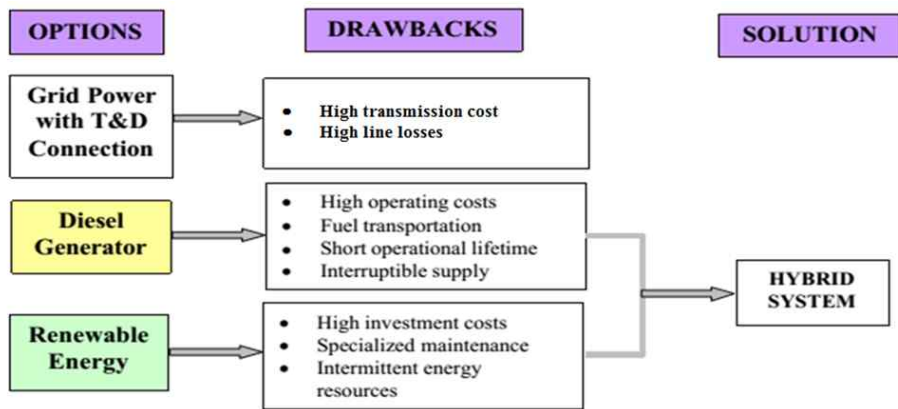 OPTIONS
DRAWBACKS
SOLUTION
Grid Power
with T&D
Connection
• High transmission cost
• High line losses
Diesel
Generator
• High operating costs
• Fuel transportation
• Short operational lifetime
• Interruptible supply
Renewable
Energy
• High investment costs
• Specialized maintenance
• Intermittent energy
resources
HYBRID
SYSTEM